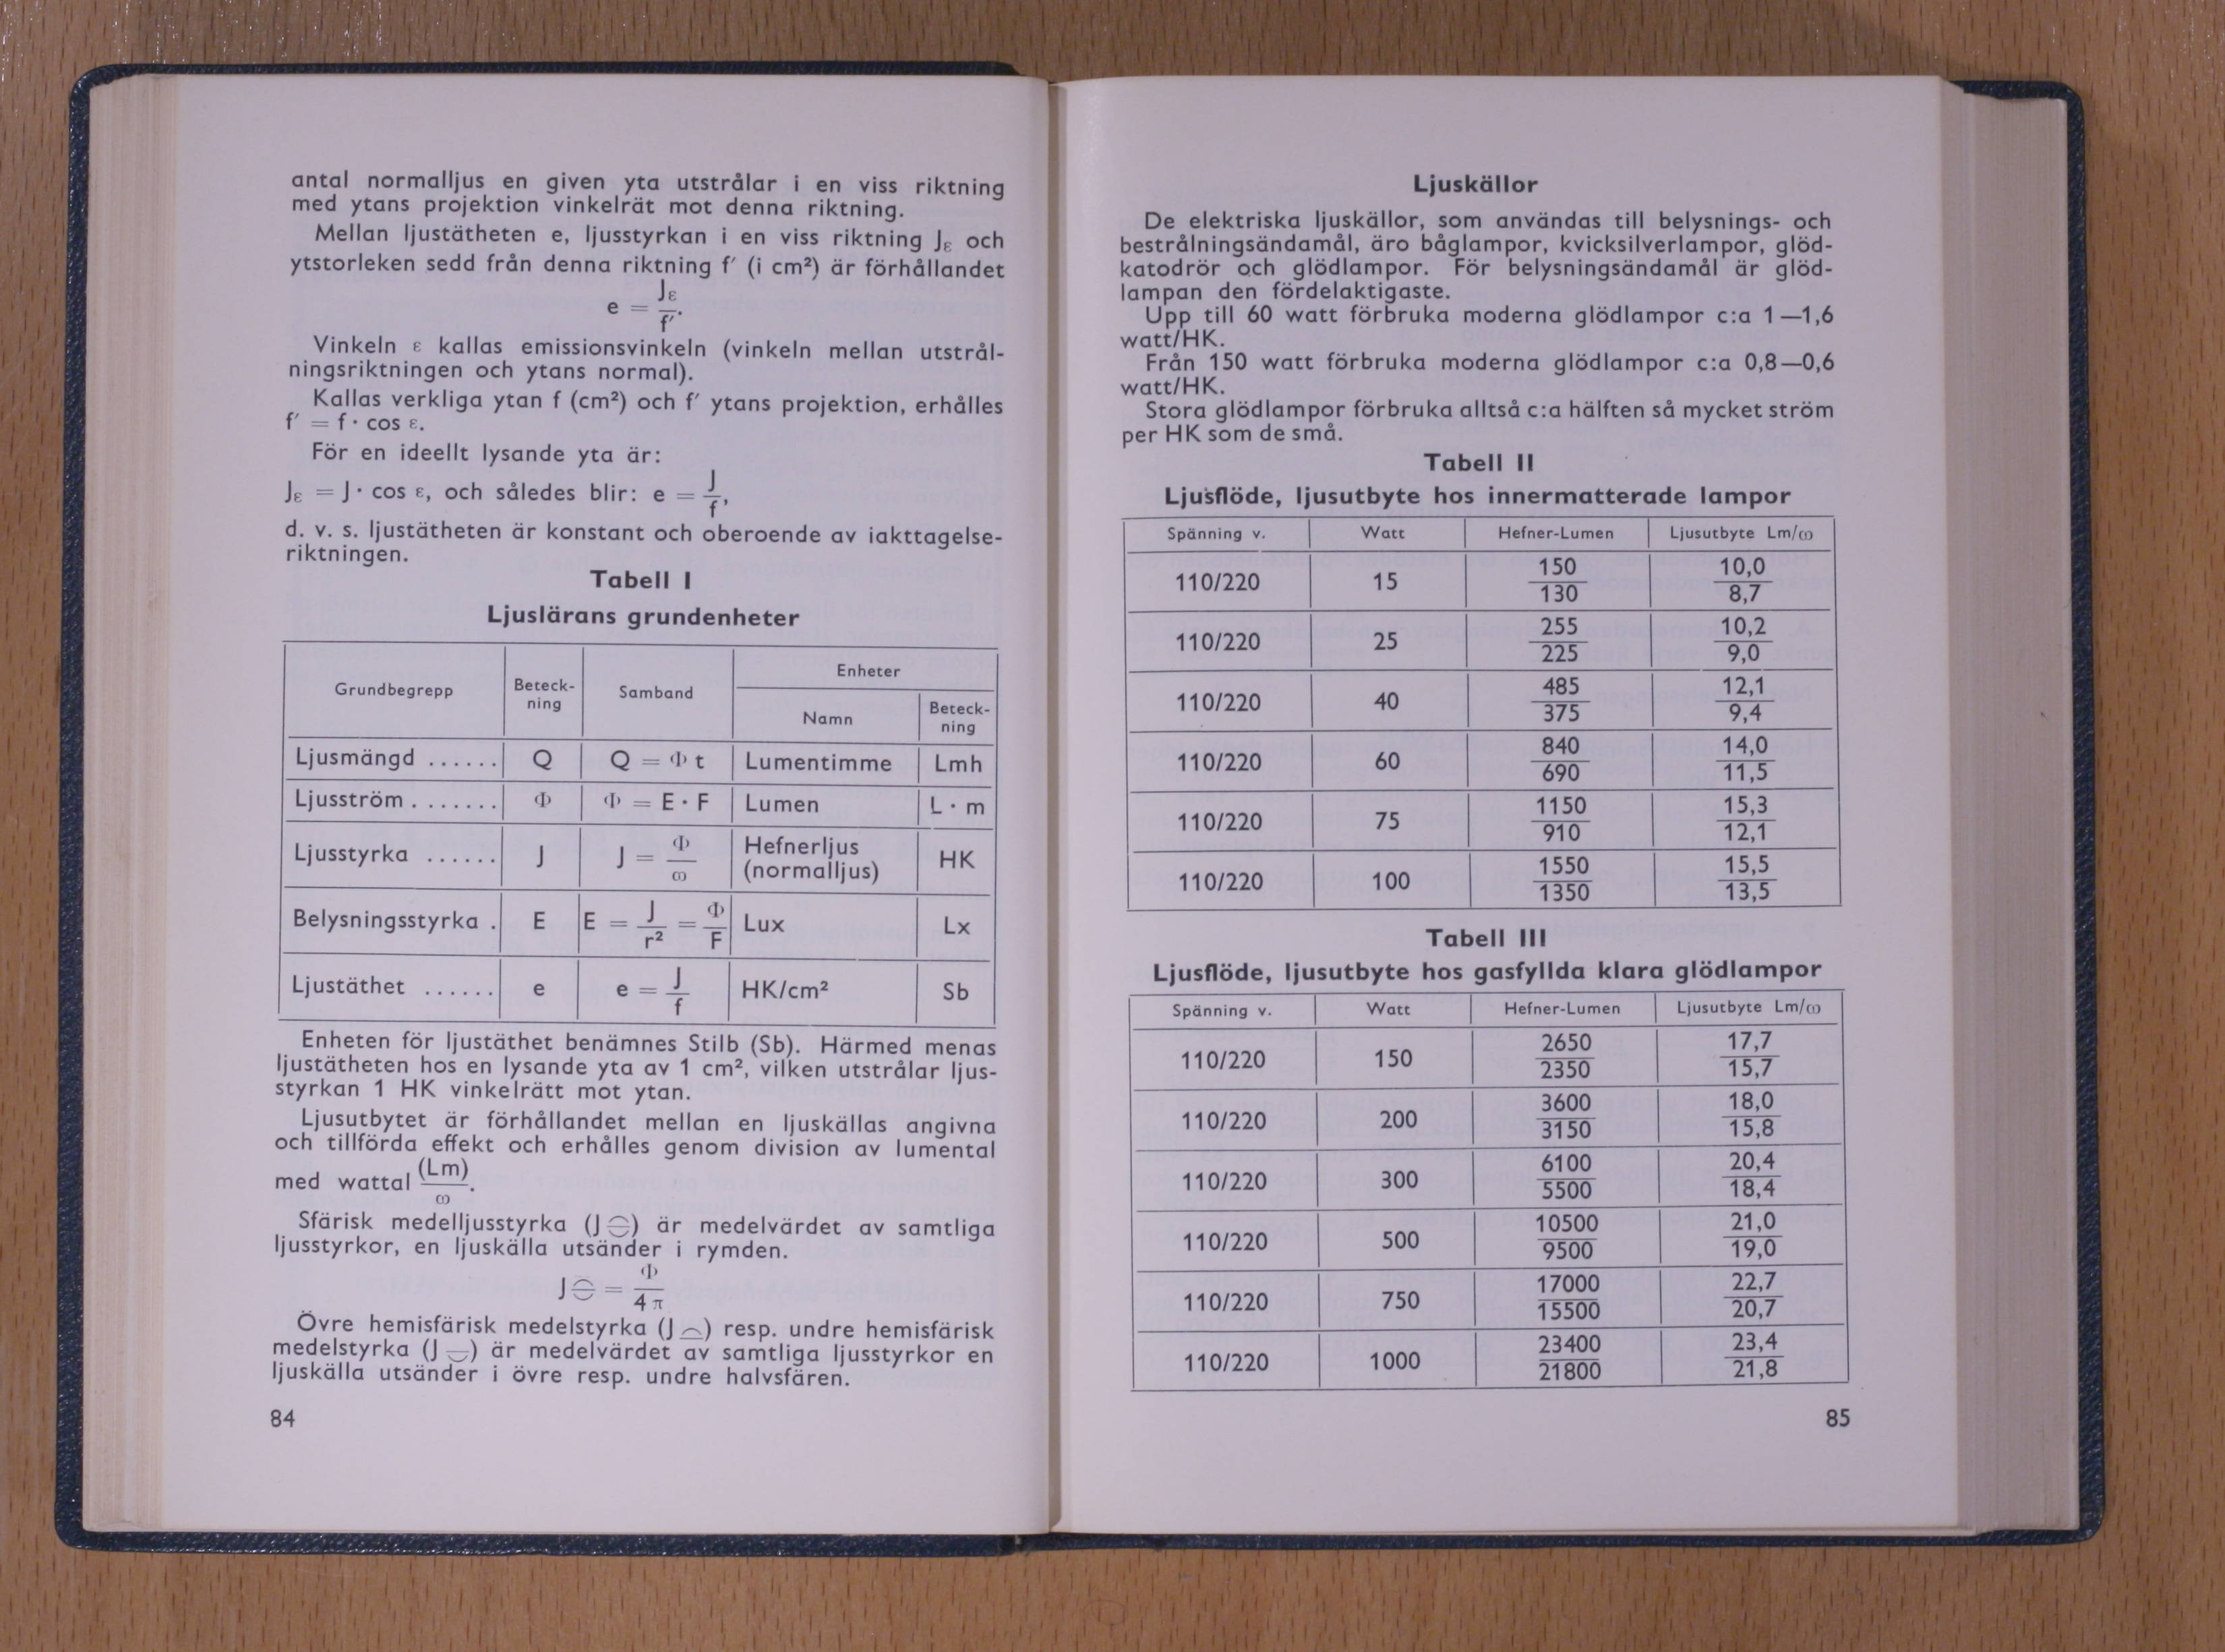 antal normalljus en given yta utstrålar i en viss riktning
med ytans projektion vinkelrät mot denna riktning.
Mellan ljustätheten e, ljusstyrkan i en viss riktning Jε och
ytstorleken sedd från denna riktning f' (i cm²) är förhållandet
e = Jε/f'.
Vinkeln ε kallas emissionsvinkeln (vinkeln mellan utstrål-
ningsriktningen och ytans normal).
Kallas verkliga ytan f (cm²) och f' ytans projektion, erhålles
f' = f · cos ε.
För en ideellt lysande yta är:
Jε = J · cos ε, och således blir: e = J/f,
d. v. s. ljustätheten är konstant och oberoende av iakttagelse-
riktningen.
Tabell I
Ljuslärans grundenheter
Grundbegrepp Beteck-ning Samband Enheter
Namn Beteck-ning
Ljusmängd ...... Q Q = Φ t Lumentimme Lmh
Ljusström ....... Φ Φ = E · F Lumen L · m
Ljusstyrka ...... J J = Φ/ω Hefnerljus (normalljus) HK
Belysningsstyrka . E E = J/r² = Φ/F Lux Lx
Ljustäthet ...... e e = J/f HK/cm² Sb
Enheten för ljustäthet benämnes Stilb (Sb). Härmed menas
ljustätheten hos en lysande yta av 1 cm², vilken utstrålar ljus-
styrkan 1 HK vinkelrätt mot ytan.
Ljusutbytet är förhållandet mellan en ljuskällas angivna
och tillförda effekt och erhålles genom division av lumental
med wattal (Lm)/ω.
Sfärisk medelljusstyrka (J ⊖) är medelvärdet av samtliga
ljusstyrkor, en ljuskälla utsänder i rymden.
J ⊖ = Φ/4 π
Övre hemisfärisk medelstyrka (J ⌓) resp. undre hemisfärisk
medelstyrka (J ⌣) är medelvärdet av samtliga ljusstyrkor en
ljuskälla utsänder i övre resp. undre halvsfären.
84
Ljuskällor
De elektriska ljuskällor, som användas till belysnings- och
bestrålningsändamål, äro båglampor, kvicksilverlampor, glöd-
katodrör och glödlampor. För belysningsändamål är glöd-
lampan den fördelaktigaste.
Upp till 60 watt förbruka moderna glödlampor c:a 1—1,6
watt/HK.
Från 150 watt förbruka moderna glödlampor c:a 0,8—0,6
watt/HK.
Stora glödlampor förbruka alltså c:a hälften så mycket ström
per HK som de små.
Tabell II
Ljusflöde, ljusutbyte hos innermatterade lampor
Spänning v. Watt Hefner-Lumen Ljusutbyte Lm/ω
110/220 15 150/130 10,0/8,7
110/220 25 255/225 10,2/9,0
110/220 40 485/375 12,1/9,4
110/220 60 840/690 14,0/11,5
110/220 75 1150/910 15,3/12,1
110/220 100 1550/1350 15,5/13,5
Tabell III
Ljusflöde, ljusutbyte hos gasfyllda klara glödlampor
Spänning v. Watt Hefner-Lumen Ljusutbyte Lm/ω
110/220 150 2650/2350 17,7/15,7
110/220 200 3600/3150 18,0/15,8
110/220 300 6100/5500 20,4/18,4
110/220 500 10500/9500 21,0/19,0
110/220 750 17000/15500 22,7/20,7
110/220 1000 23400/21800 23,4/21,8
85